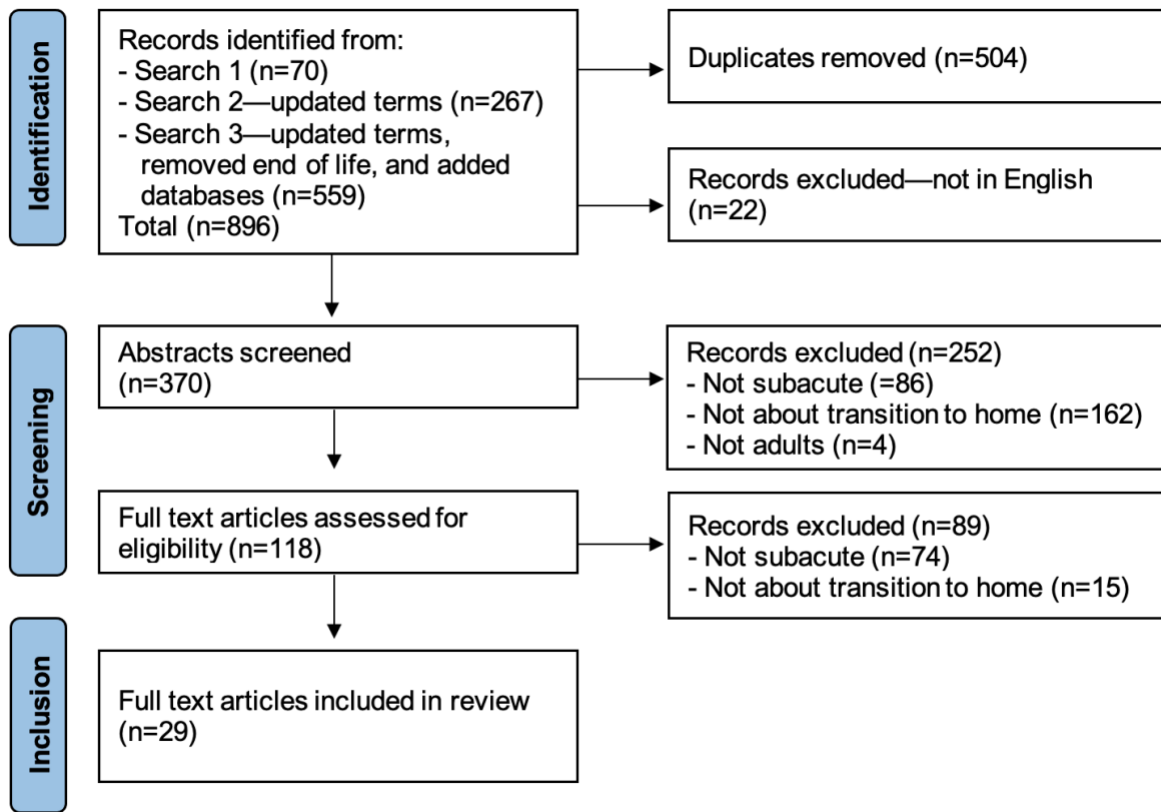 Identification
Records identified from:
- Search 1 (n=70)
- Search 2—updated terms (n=267)
- Search 3—updated terms,
removed end of life, and added
databases (n=559)
Total (n=896)
Duplicates removed (n=504)
Records excluded—not in English
(n=22)
Screening
Abstracts screened
(n=370)
Records excluded (n=252)
- Not subacute (=86)
- Not about transition to home (n=162)
- Not adults (n=4)
Full text articles assessed for
eligibility (n=118)
Records excluded (n=89)
- Not subacute (n=74)
- Not about transition to home (n=15)
Inclusion
Full text articles included in review
(n=29)